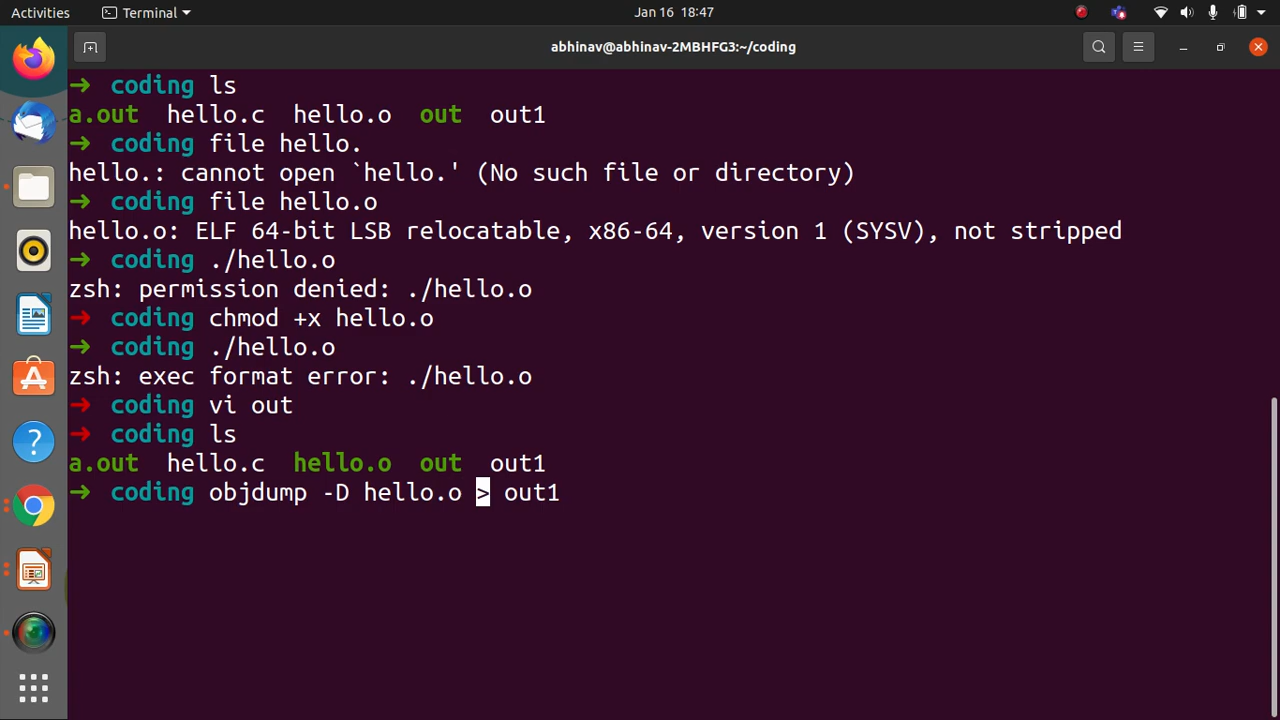 Activities Terminal Jan 16 18:47
abhinav@abhinav-2MBHFG3:~/coding
➜ coding ls
a.out hello.c hello.o out out1
➜ coding file hello.
hello.: cannot open `hello.' (No such file or directory)
➜ coding file hello.o
hello.o: ELF 64-bit LSB relocatable, x86-64, version 1 (SYSV), not stripped
➜ coding ./hello.o
zsh: permission denied: ./hello.o
➜ coding chmod +x hello.o
➜ coding ./hello.o
zsh: exec format error: ./hello.o
➜ coding vi out
➜ coding ls
a.out hello.c hello.o out out1
➜ coding objdump -D hello.o > out1